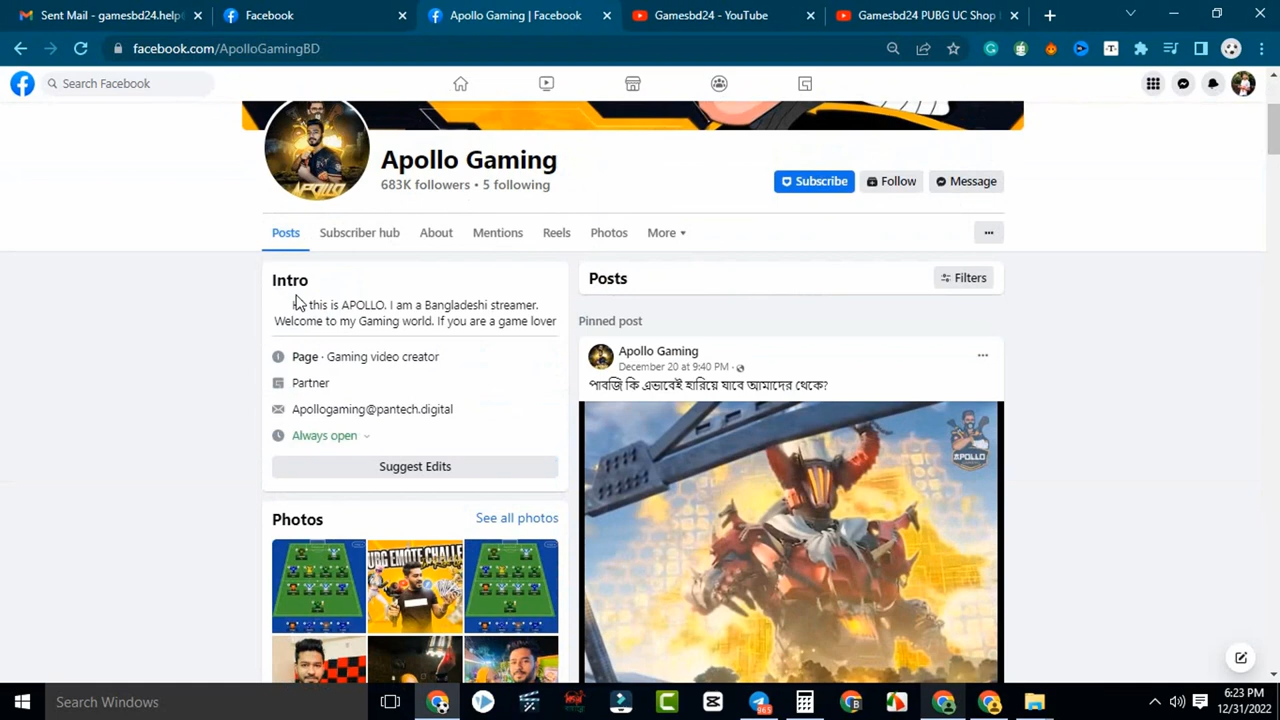 Sent Mail - gamesbd24.help
Facebook
Apollo Gaming | Facebook
Gamesbd24 - YouTube
Gamesbd24 PUBG UC Shop
facebook.com/ApolloGamingBD
Search Facebook
APOLLO
Apollo Gaming
683K followers • 5 following
Subscribe
Follow
Message
Posts
Subscriber hub
About
Mentions
Reels
Photos
More
Intro
this is APOLLO. I am a Bangladeshi streamer.
Welcome to my Gaming world. If you are a game lover
Page · Gaming video creator
Partner
Apollogaming@pantech.digital
Always open
Suggest Edits
Photos
See all photos
EMOTE CHALLE
Posts
Filters
Pinned post
Apollo Gaming
December 20 at 9:40 PM ·
পাবজি কি এভাবেই হারিয়ে যাবে আমাদের থেকে?
APOLLO
Search Windows
965
6:23 PM
12/31/2022